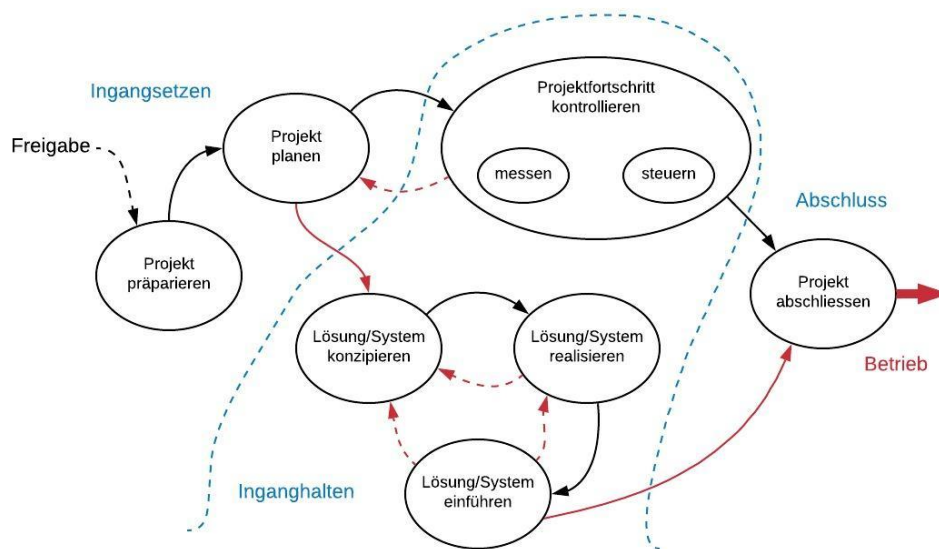 Ingangsetzen
Freigabe
Projekt
präparieren
Projekt
planen
Projektfortschritt
kontrollieren
messen
steuern
Abschluss
Projekt
abschliessen
Betrieb
Lösung/System
konzipieren
Lösung/System
realisieren
Lösung/System
einführen
Inganghalten